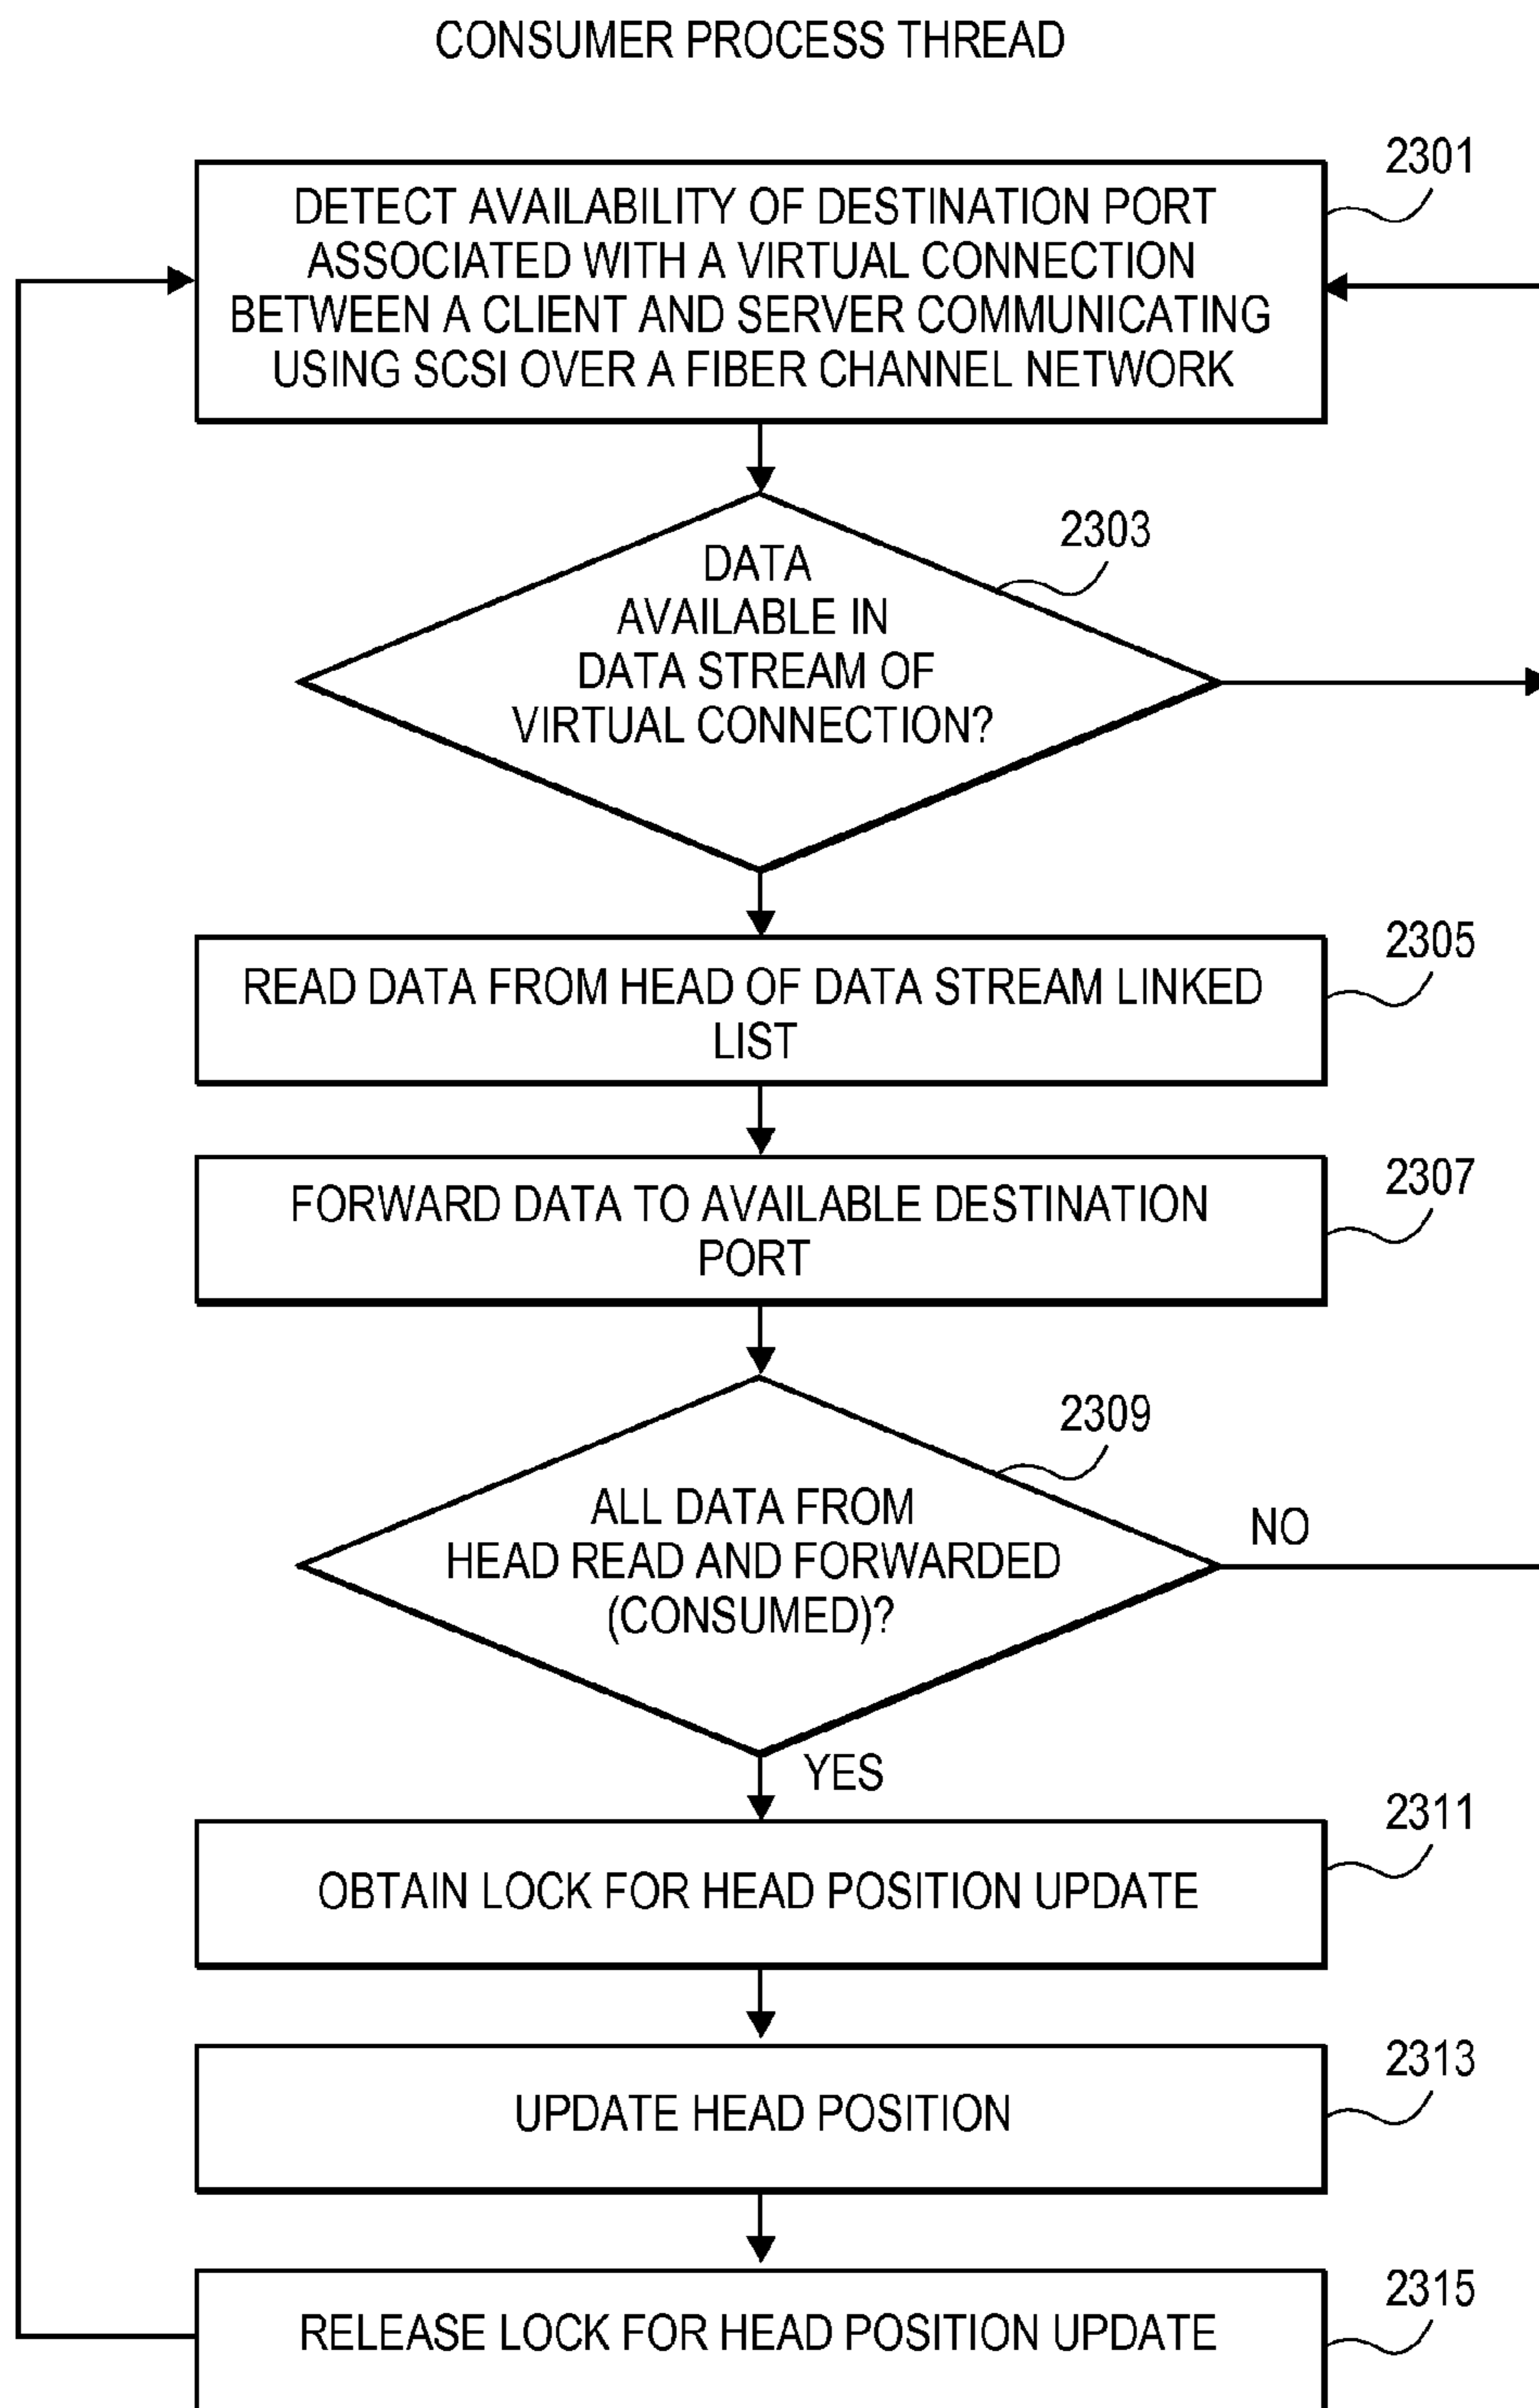 CONSUMER PROCESS THREAD
2301
DETECT AVAILABILITY OF DESTINATION PORT
ASSOCIATED WITH A VIRTUAL CONNECTION
BETWEEN A CLIENT AND SERVER COMMUNICATING
USING SCSI OVER A FIBER CHANNEL NETWORK
2303
DATA
AVAILABLE IN
DATA STREAM OF
VIRTUAL CONNECTION?
2305
READ DATA FROM HEAD OF DATA STREAM LINKED
LIST
2307
FORWARD DATA TO AVAILABLE DESTINATION
PORT
2309
ALL DATA FROM
HEAD READ AND FORWARDED
(CONSUMED)?
NO
YES
2311
OBTAIN LOCK FOR HEAD POSITION UPDATE
2313
UPDATE HEAD POSITION
2315
RELEASE LOCK FOR HEAD POSITION UPDATE